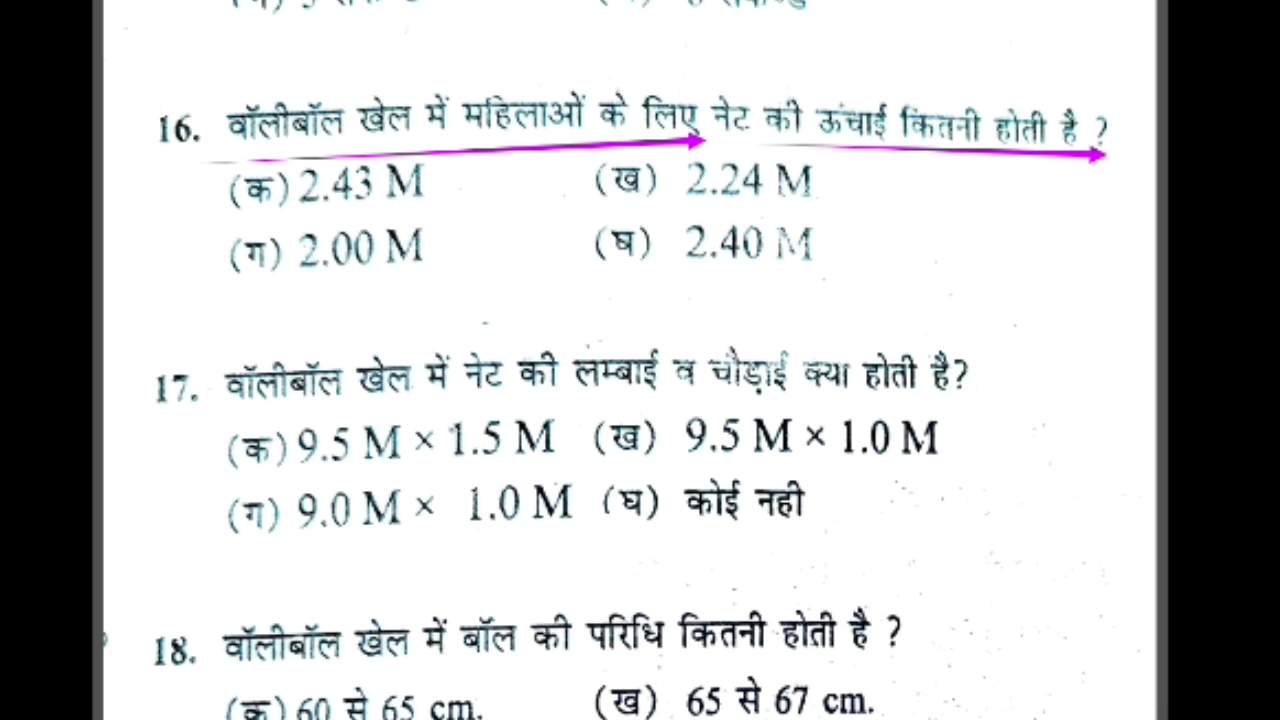 16. वॉलीबॉल खेल में महिलाओं के लिए नेट की ऊंचाई कितनी होती है ?
(क) 2.43 M (ख) 2.24 M
(ग) 2.00 M (घ) 2.40 M
17. वॉलीबॉल खेल में नेट की लम्बाई व चौड़ाई क्या होती है?
(क) 9.5 M × 1.5 M (ख) 9.5 M × 1.0 M
(ग) 9.0 M × 1.0 M (घ) कोई नही
18. वॉलीबॉल खेल में बॉल की परिधि कितनी होती है ?
(क) 60 से 65 cm. (ख) 65 से 67 cm.